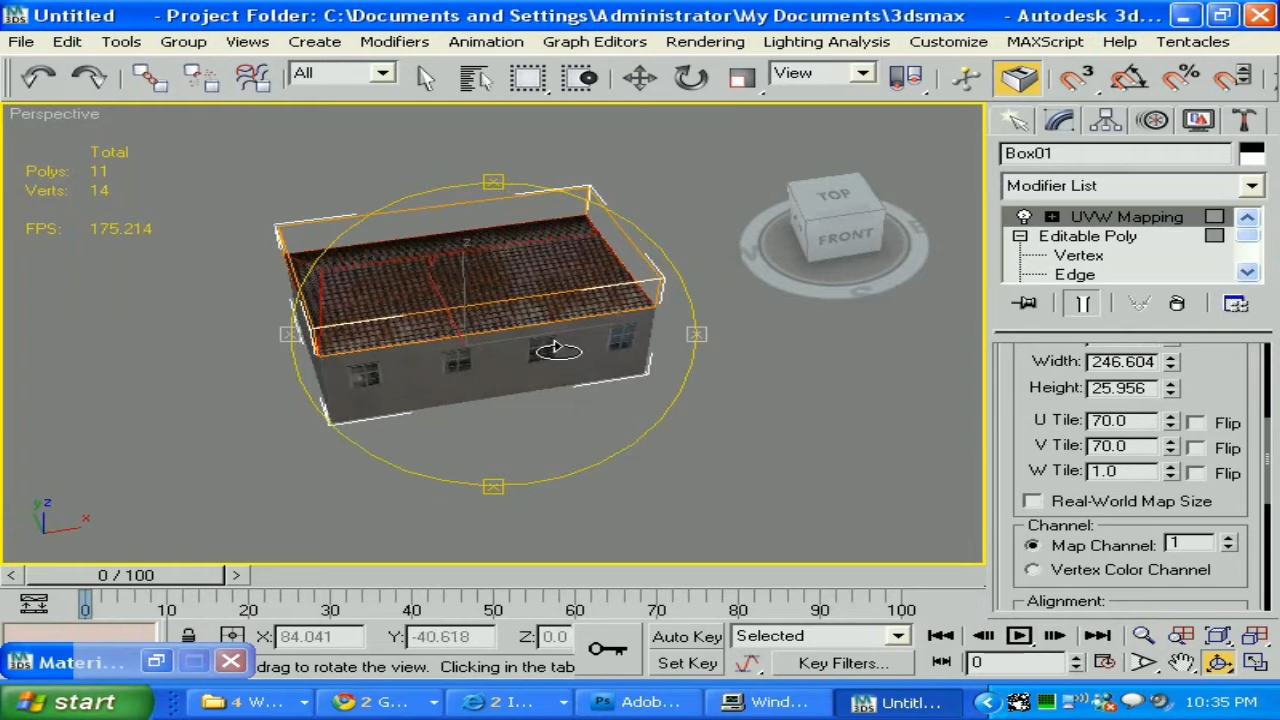 Untitled - Project Folder: C:\Documents and Settings\Administrator\My Documents\3dsmax - Autodesk 3d...
File Edit Tools Group Views Create Modifiers Animation Graph Editors Rendering Lighting Analysis Customize MAXScript Help Tentacles
All View 3 %
Perspective
Total
Polys: 11
Verts: 14
FPS: 175.214
TOP
FRONT
z
yz
x
Box01
Modifier List
UVW Mapping
Editable Poly
Vertex
Edge
Width: 246.604
Height: 25.956
U Tile: 70.0 Flip
V Tile: 70.0 Flip
W Tile: 1.0 Flip
Real-World Map Size
Channel:
Map Channel: 1
Vertex Color Channel
Alignment:
< 0 / 100 >
0 10 20 30 40 50 60 70 80 90 100
X: 84.041 Y: -40.618 Z: 0.0 Auto Key Selected
Materi... drag to rotate the view. Clicking in the tab Set Key Key Filters... 0
start 4 W... 2 G... 2 I... Adob... Wind... Untitl... 10:35 PM